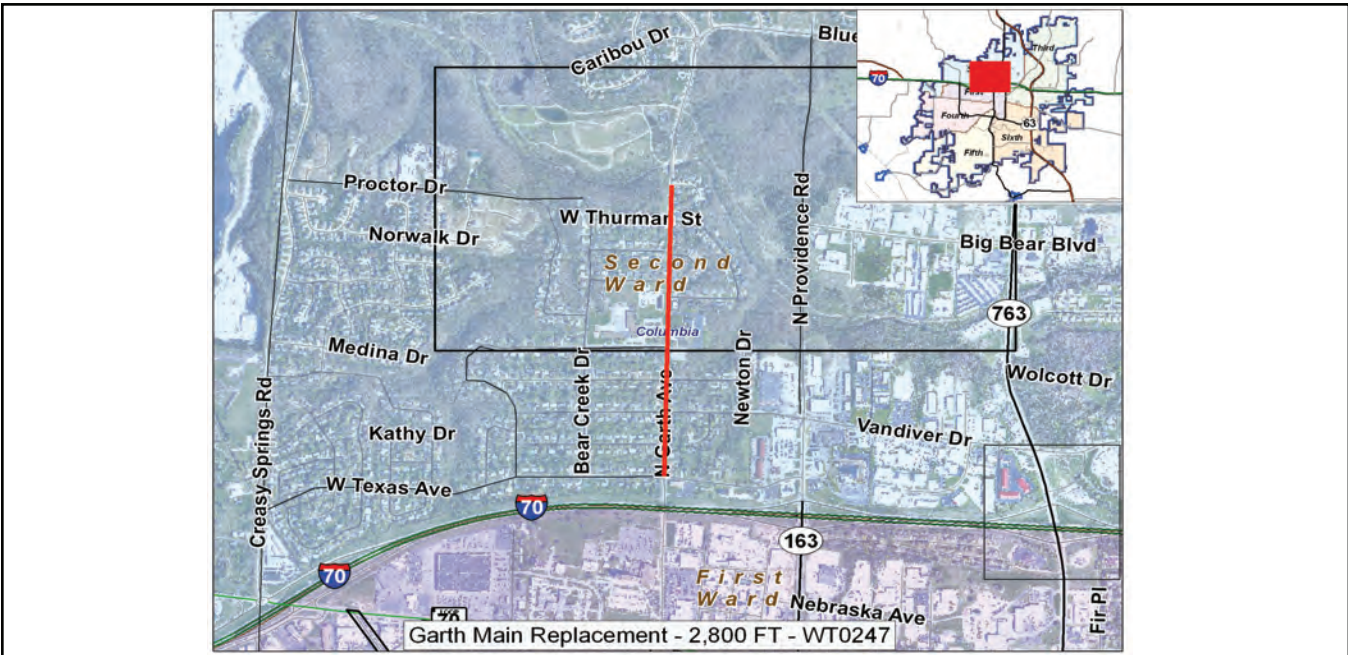 Caribou Dr
Blue
Third
70
First
Fourth
63
Sixth
Fifth
Proctor Dr
W Thurman St
Norwalk Dr
Big Bear Blvd
Second
Ward
N Providence Rd
763
Columbia
Medina Dr
Wolcott Dr
Creasy Springs Rd
Bear Creek Dr
N Garth Ave
Newton Dr
Kathy Dr
Vandiver Dr
W Texas Ave
70
163
70
First
Ward
Nebraska Ave
Fir Pl
70
Garth Main Replacement - 2,800 FT - WT0247